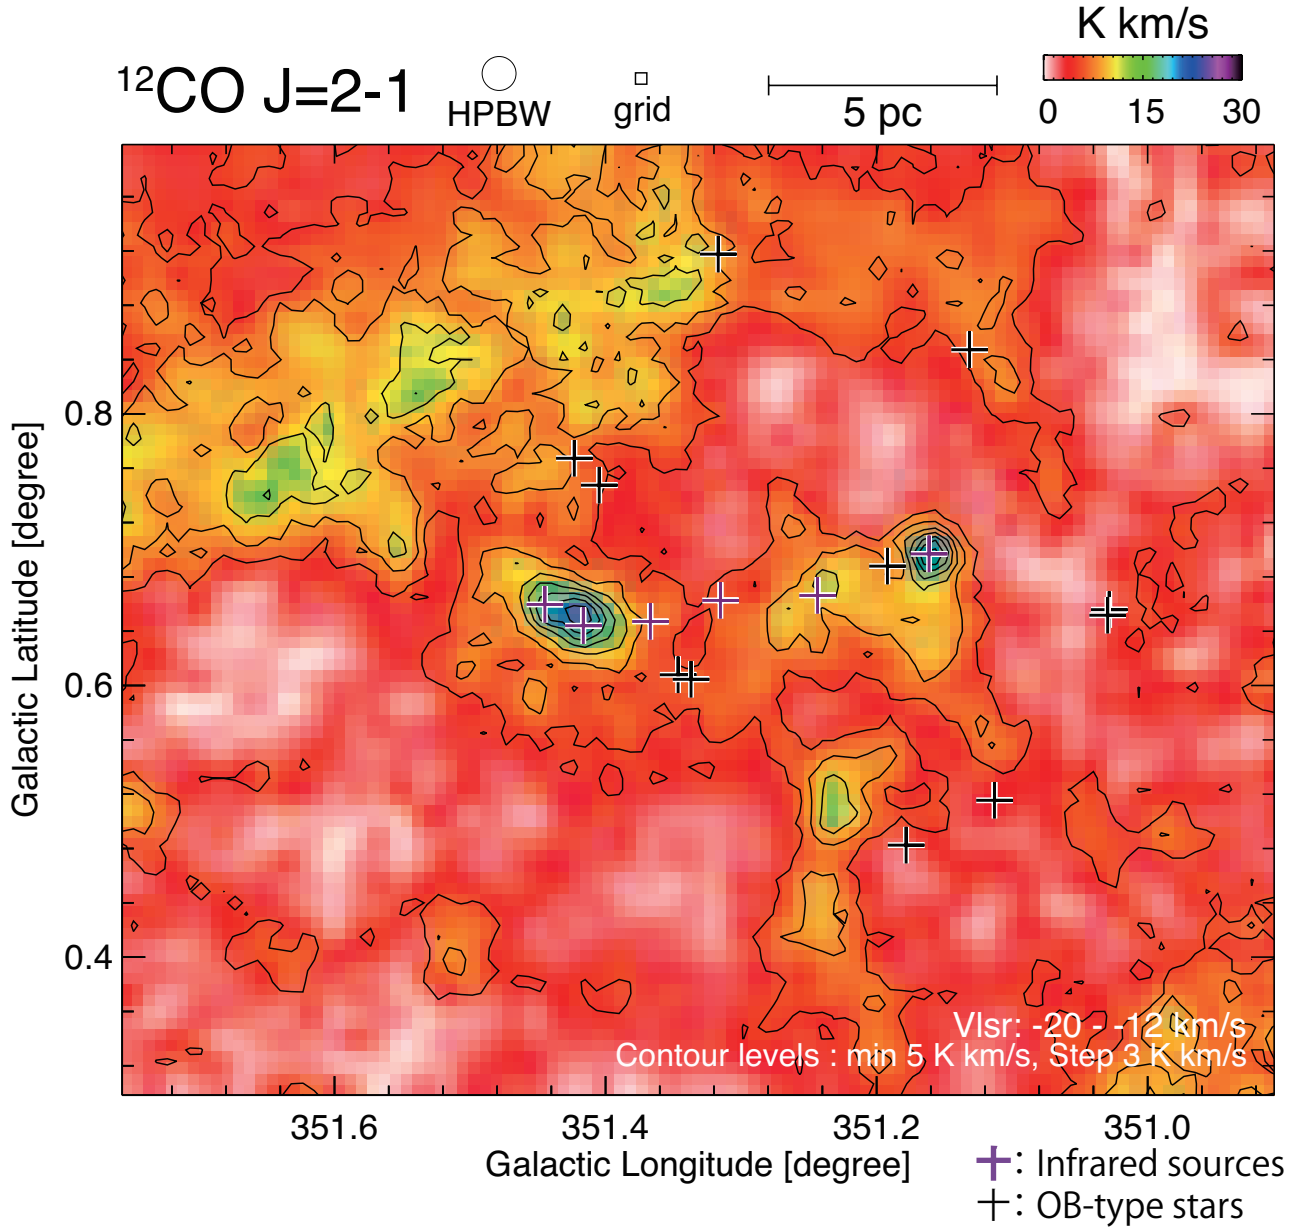 K km/s
¹²CO J=2-1
HPBW
grid
5 pc
0 15 30
0.8
0.6
0.4
Galactic Latitude [degree]
Vlsr: -20 - -12 km/s
Contour levels : min 5 K km/s, Step 3 K km/s
351.6 351.4 351.2 351.0
Galactic Longitude [degree]
: Infrared sources
: OB-type stars